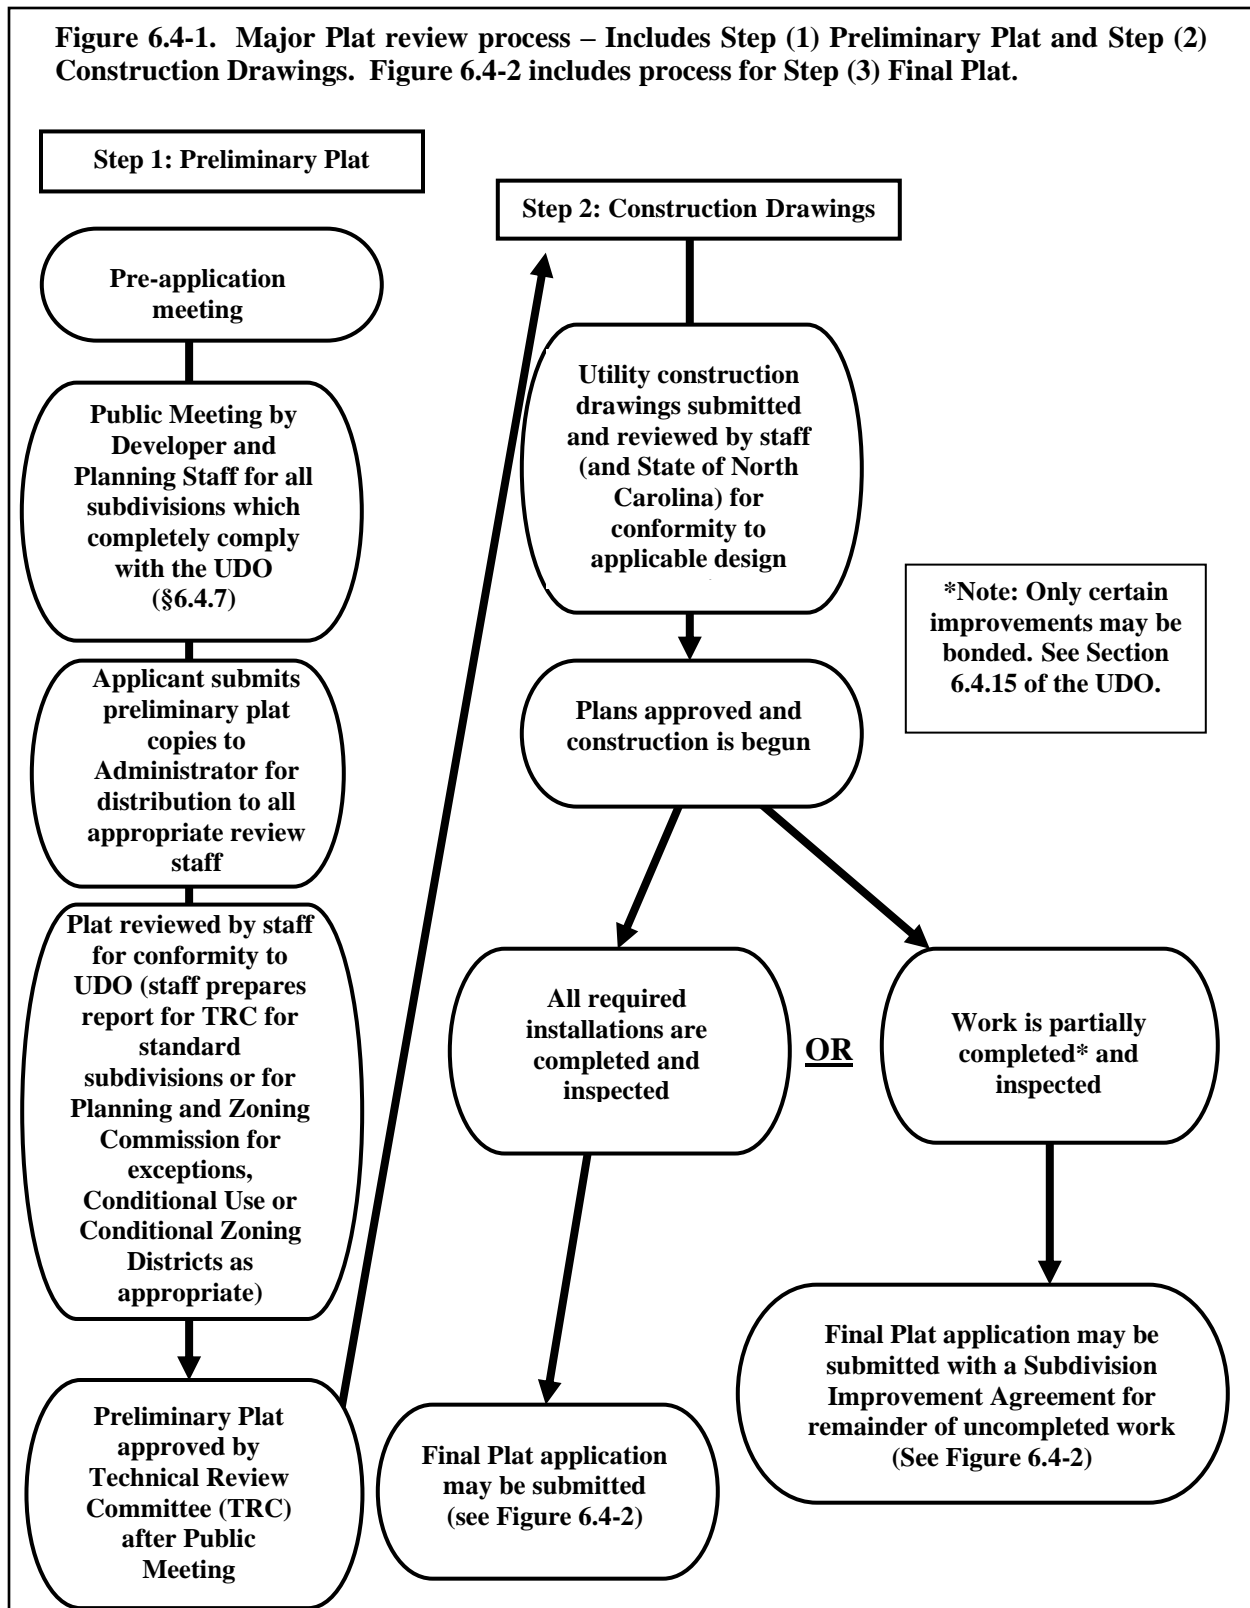 Figure 6.4-1. Major Plat review process – Includes Step (1) Preliminary Plat and Step (2)
Construction Drawings. Figure 6.4-2 includes process for Step (3) Final Plat.
Step 1: Preliminary Plat
Pre-application
meeting
Public Meeting by
Developer and
Planning Staff for all
subdivisions which
completely comply
with the UDO
(§6.4.7)
Applicant submits
preliminary plat
copies to
Administrator for
distribution to all
appropriate review
staff
Plat reviewed by staff
for conformity to
UDO (staff prepares
report for TRC for
standard
subdivisions or for
Planning and Zoning
Commission for
exceptions,
Conditional Use or
Conditional Zoning
Districts as
appropriate)
Preliminary Plat
approved by
Technical Review
Committee (TRC)
after Public
Meeting
Step 2: Construction Drawings
Utility construction
drawings submitted
and reviewed by staff
(and State of North
Carolina) for
conformity to
applicable design
Plans approved and
construction is begun
*Note: Only certain
improvements may be
bonded. See Section
6.4.15 of the UDO.
All required
installations are
completed and
inspected
OR
Work is partially
completed* and
inspected
Final Plat application
may be submitted
(see Figure 6.4-2)
Final Plat application may be
submitted with a Subdivision
Improvement Agreement for
remainder of uncompleted work
(See Figure 6.4-2)